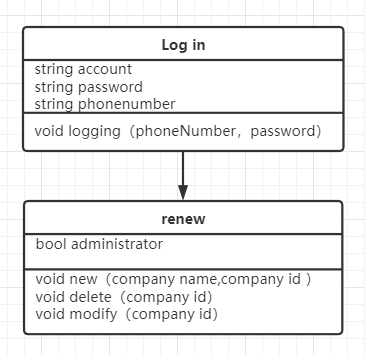 Log in
string account
string password
string phonenumber
void logging（phoneNumber，password）
renew
bool administrator
void new（company name,company id ）
void delete（company id）
void modify（company id）